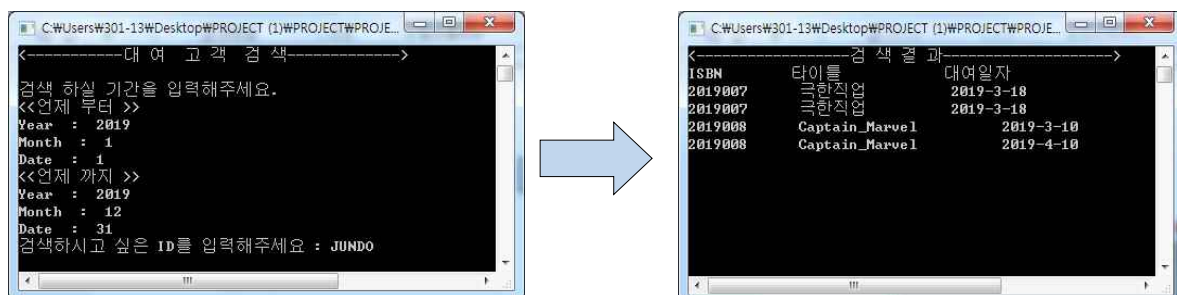 C:₩Users₩301-13₩Desktop₩PROJECT (1)₩PROJECT₩PROJE...
<-----------대 여 고 객 검 색------------->
검색 하실 기간을 입력해주세요.
<<언제 부터 >>
Year : 2019
Month : 1
Date : 1
<<언제 까지 >>
Year : 2019
Month : 12
Date : 31
검색하시고 싶은 ID를 입력해주세요 : JUNDO
C:₩Users₩301-13₩Desktop₩PROJECT (1)₩PROJECT₩PROJE...
<-----------------검 색 결 과-------------------->
ISBN 타이틀 대여일자
2019007 극한직업 2019-3-18
2019007 극한직업 2019-3-18
2019008 Captain_Marvel 2019-3-10
2019008 Captain_Marvel 2019-4-10